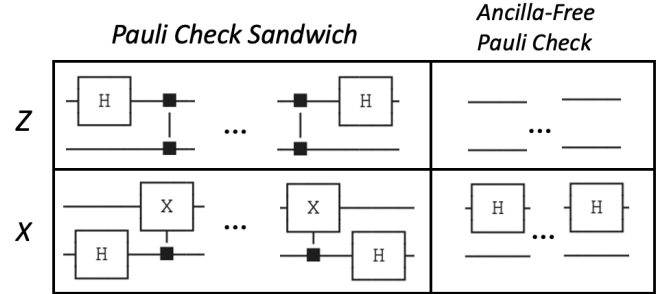 Pauli Check Sandwich
Ancilla-Free
Pauli Check
Z
H
...
H
...
X
X
H
...
X
H
H
...
H